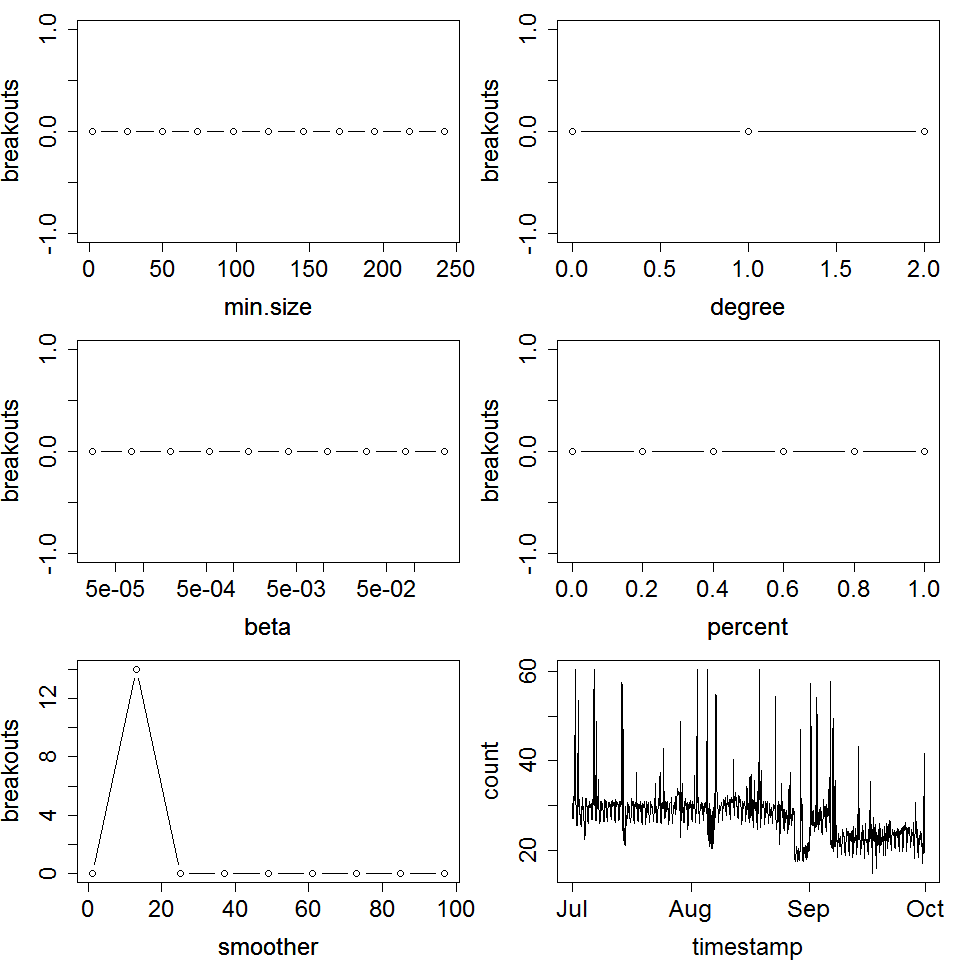 breakouts
1.0
0.0
-1.0
0 50 100 150 200 250
min.size
breakouts
1.0
0.0
-1.0
0.0 0.5 1.0 1.5 2.0
degree
breakouts
1.0
0.0
-1.0
5e-05 5e-04 5e-03 5e-02
beta
breakouts
1.0
0.0
-1.0
0.0 0.2 0.4 0.6 0.8 1.0
percent
breakouts
12
8
4
0
0 20 40 60 80 100
smoother
count
60
40
20
Jul Aug Sep Oct
timestamp